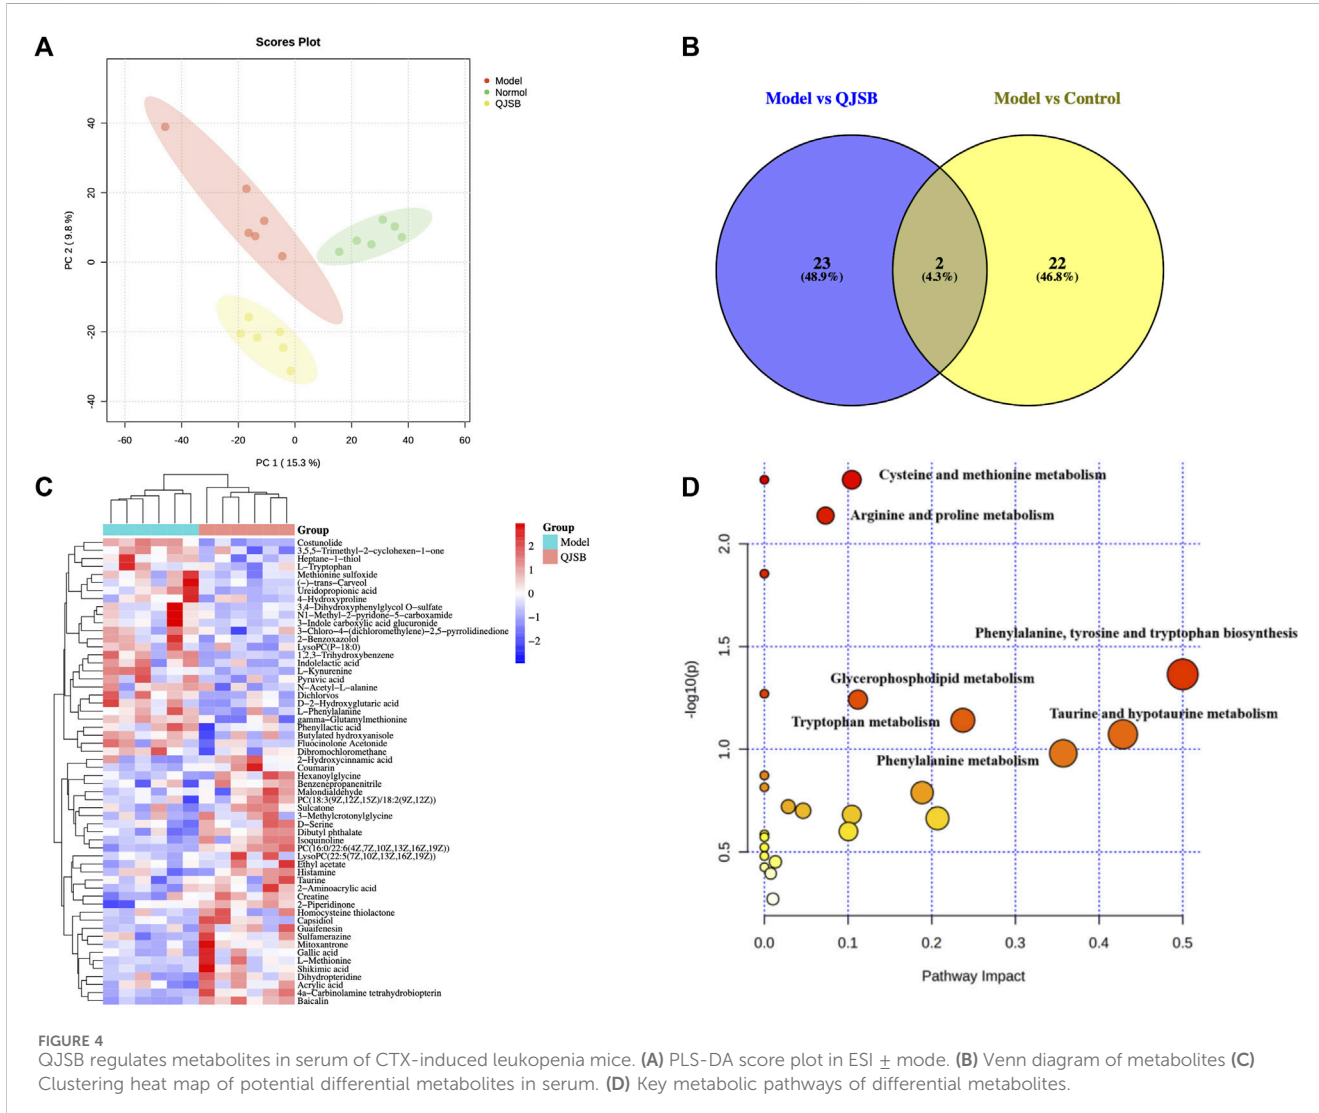 A
Scores Plot
Model
Normol
QJSB
PC 2 ( 9.8 %)
40
20
0
-20
-40
-60
-40
-20
0
20
40
60
PC 1 ( 15.3 %)
B
Model vs QJSB
Model vs Control
23
(48.9%)
2
(4.3%)
22
(46.8%)
C
Group
Costunolide
3,5,5-Trimethyl-2-cyclohexen-1-one
Heptane-1-thiol
L-Tryptophan
Methionine sulfoxide
(-)-trans-Carveol
Ureidopropionic acid
4-Hydroxyproline
3,4-Dihydroxyphenylglycol O-sulfate
N1-Methyl-2-pyridone-5-carboxamide
3-Indole carboxylic acid glucuronide
3-Chloro-4-(dichloromethylene)-2,5-pyrrolidinedione
2-Benzoxazolol
LysoPC(P-18:0)
1,2,3-Trihydroxybenzene
Indolelactic acid
L-Kynurenine
Pyruvic acid
N-Acetyl-L-alanine
Dichlorvos
D-2-Hydroxyglutaric acid
L-Phenylalanine
gamma-Glutamylmethionine
Phenyllactic acid
Butylated hydroxyanisole
Fluocinolone Acetonide
Dibromochloromethane
2-Hydroxycinnamic acid
Coumarin
Hexanoylglycine
Benzenepropanenitrile
Malondialdehyde
PC(18:3(9Z,12Z,15Z)/18:2(9Z,12Z))
Sulcatone
3-Methylcrotonylglycine
D-Serine
Dibutyl phthalate
Isoquinoline
PC(16:0/22:6(4Z,7Z,10Z,13Z,16Z,19Z))
LysoPC(22:5(7Z,10Z,13Z,16Z,19Z))
Ethyl acetate
Histamine
Taurine
2-Aminoacrylic acid
Creatine
2-Piperidinone
Homocysteine thiolactone
Capsidiol
Guaifenesin
Sulfamerazine
Mitoxantrone
Gallic acid
L-Methionine
Shikimic acid
Dihydropteridine
Acrylic acid
4a-Carbinolamine tetrahydrobiopterin
Baicalin
2
1
0
-1
-2
Group
Model
QJSB
D
Cysteine and methionine metabolism
Arginine and proline metabolism
Phenylalanine, tyrosine and tryptophan biosynthesis
Glycerophospholipid metabolism
Taurine and hypotaurine metabolism
Tryptophan metabolism
Phenylalanine metabolism
-log10(p)
2.0
1.5
1.0
0.5
0.0
0.1
0.2
0.3
0.4
0.5
Pathway Impact
FIGURE 4
QJSB regulates metabolites in serum of CTX-induced leukopenia mice. (A) PLS-DA score plot in ESI ± mode. (B) Venn diagram of metabolites (C)
Clustering heat map of potential differential metabolites in serum. (D) Key metabolic pathways of differential metabolites.